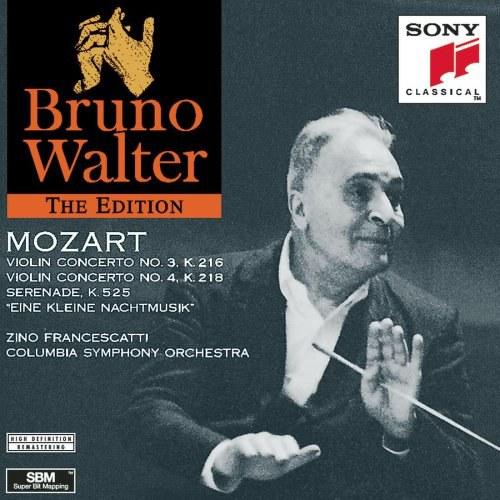 SONY
CLASSICAL™
Bruno
Walter
THE EDITION
MOZART
VIOLIN CONCERTO NO. 3, K. 216
VIOLIN CONCERTO NO. 4, K. 218
SERENADE, K. 525
"EINE KLEINE NACHTMUSIK"
ZINO FRANCESCATTI
COLUMBIA SYMPHONY ORCHESTRA
HIGH DEFINITION
REMASTERING
SBM
Super Bit Mapping